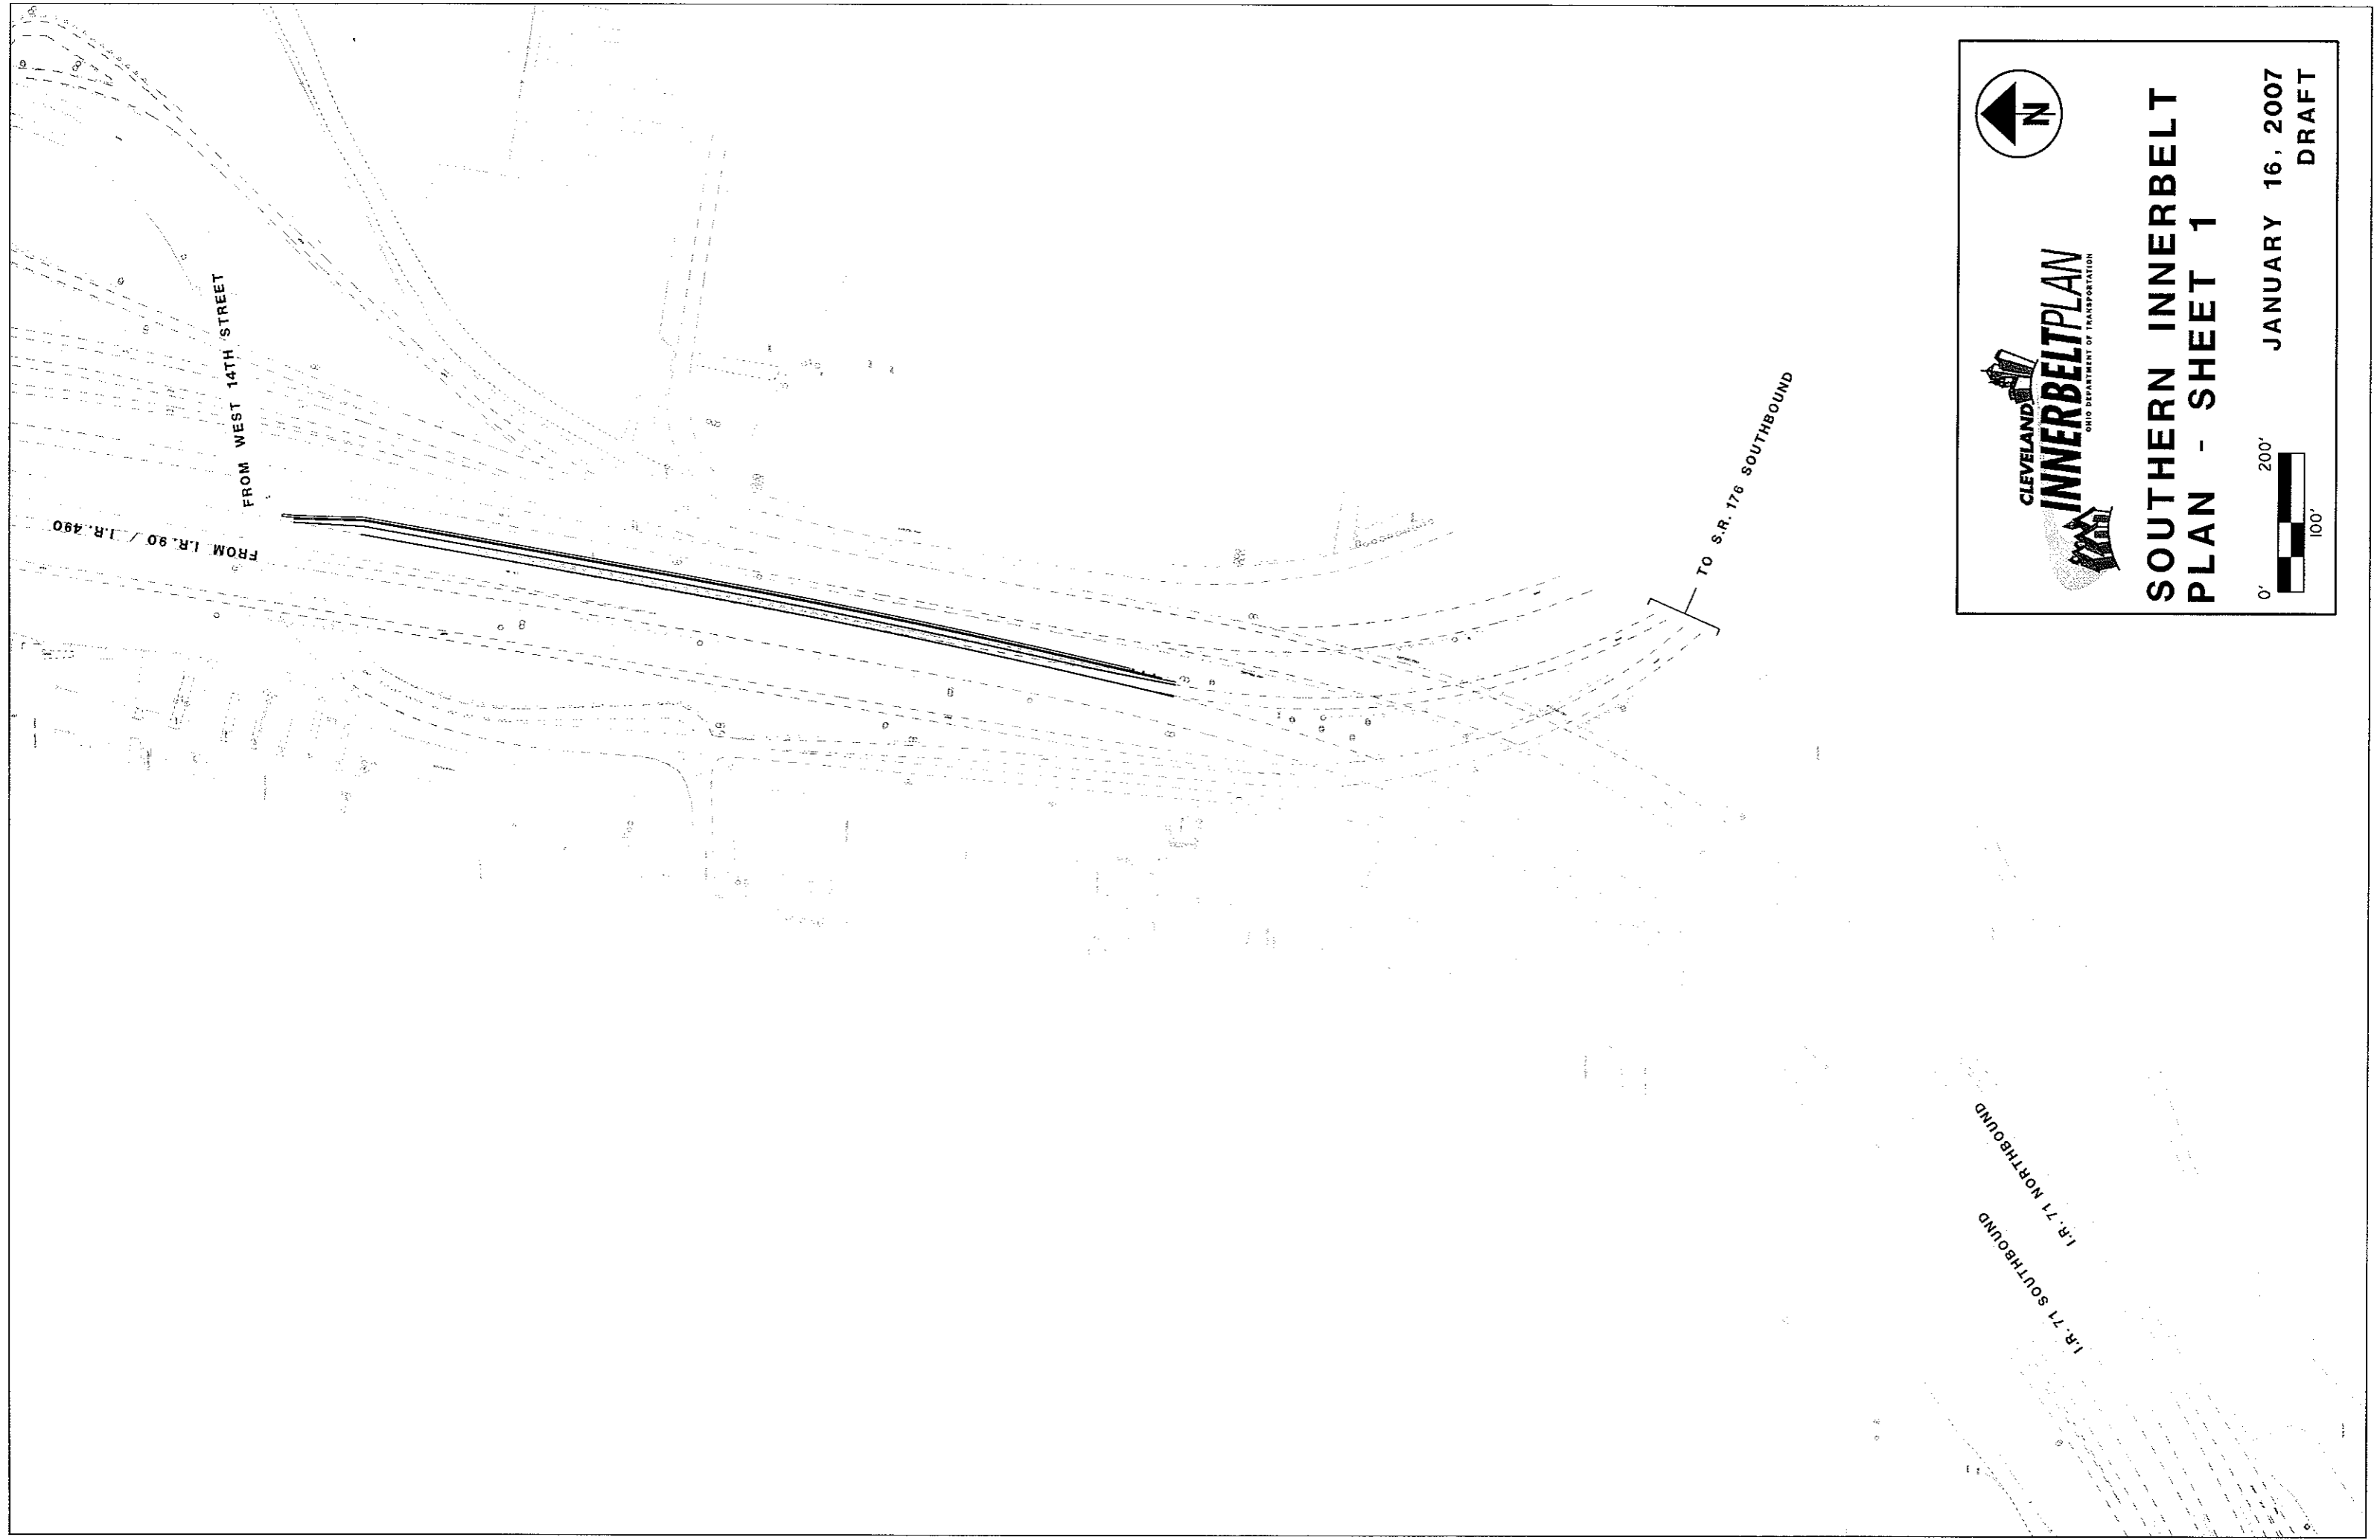 FROM WEST 14TH STREET
FROM I.R. 90 / I.R. 490
TO S.R. 176 SOUTHBOUND
I.R. 71 NORTHBOUND
I.R. 71 SOUTHBOUND
N
CLEVELAND
INNERBELTPLAN
OHIO DEPARTMENT OF TRANSPORTATION
SOUTHERN INNERBELT
PLAN - SHEET 1
0' 200'
100'
JANUARY 16, 2007
DRAFT